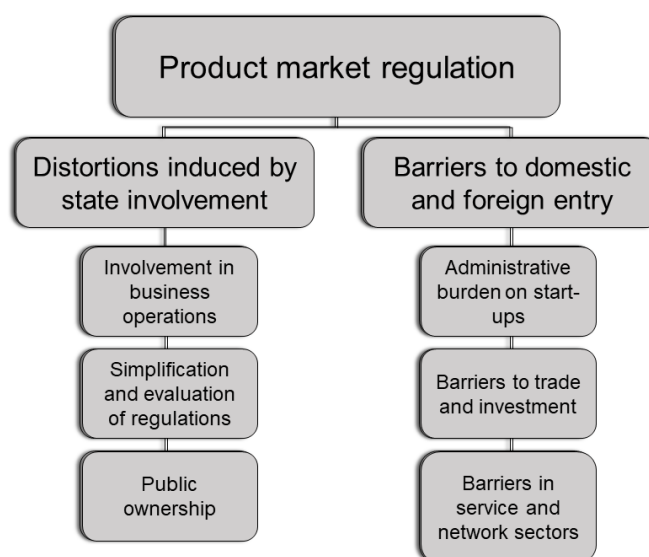 Product market regulation
Distortions induced by
state involvement
Barriers to domestic
and foreign entry
Involvement in
business
operations
Administrative
burden on start-
ups
Simplification
and evaluation
of regulations
Barriers to trade
and investment
Public
ownership
Barriers in
service and
network sectors